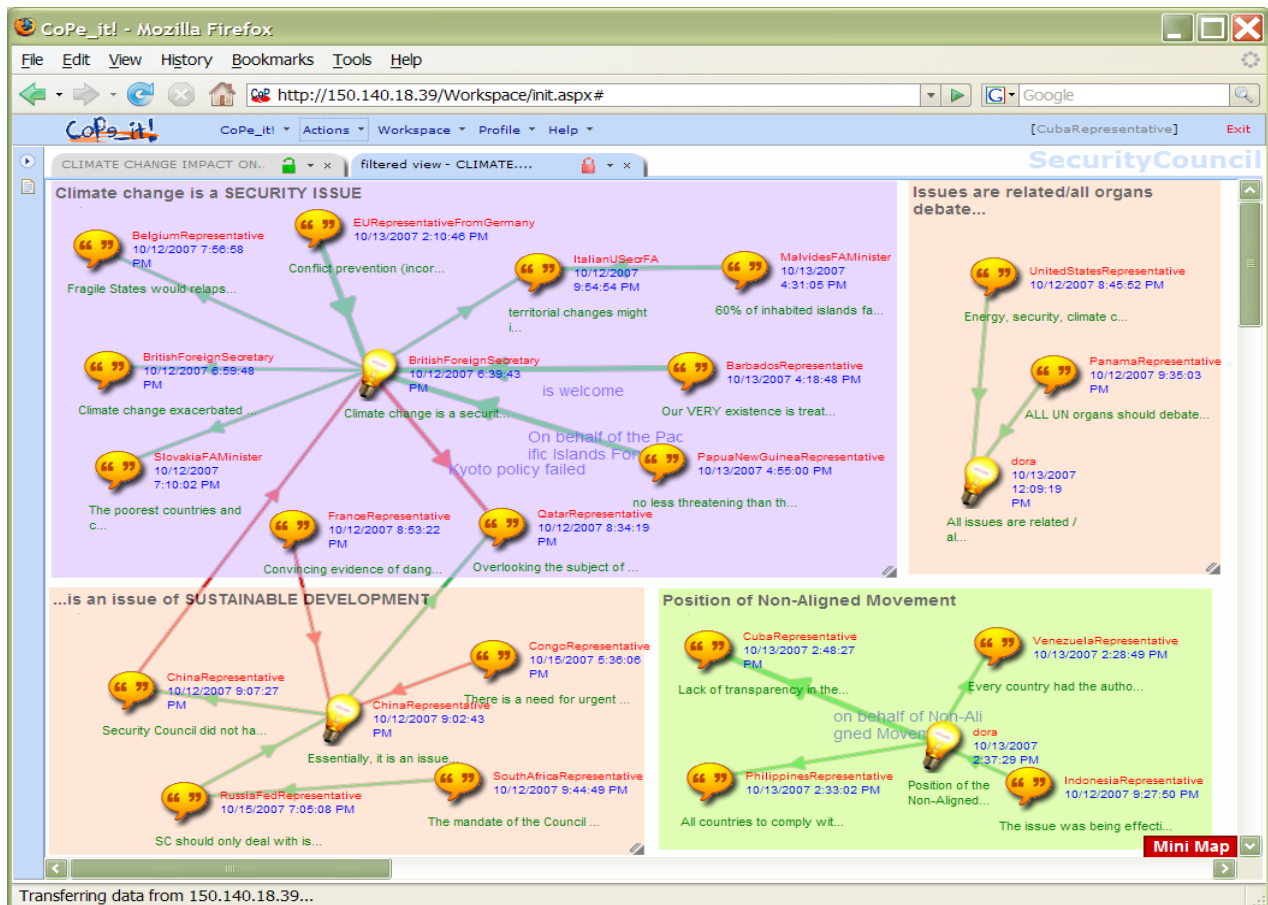 CoPe_it! - Mozilla Firefox
File Edit View History Bookmarks Tools Help
http://150.140.18.39/Workspace/init.aspx#
Google
CoPe_it!
CoPe_it! Actions Workspace Profile Help
[CubaRepresentative] Exit
CLIMATE CHANGE IMPACT ON..
filtered view - CLIMATE....
SecurityCouncil
Climate change is a SECURITY ISSUE
BelgiumRepresentative
10/12/2007 7:56:58
PM
Fragile States would relaps...
EURepresentativeFromGermany
10/13/2007 2:10:46 PM
Conflict prevention (incor...
ItalianUSecrFA
10/12/2007
9:54:54 PM
territorial changes might
i...
MalvidesFAMinister
10/13/2007
4:31:05 PM
60% of inhabited islands fa...
BritishForeignSecretary
10/12/2007 6:59:48
PM
Climate change exacerbated ...
BritishForeignSecretary
10/12/2007 6:39:43
PM
Climate change is a securit...
is welcome
BarbadosRepresentative
10/13/2007 4:18:48 PM
Our VERY existence is treat...
On behalf of the Pac
ific Islands For
Kyoto policy failed
SlovakiaFAMinister
10/12/2007
7:10:02 PM
The poorest countries and
c...
PapuaNewGuineaRepresentative
10/13/2007 4:55:00 PM
no less threatening than th...
FranceRepresentative
10/12/2007 8:53:22
PM
Convincing evidence of dang...
QatarRepresentative
10/12/2007 8:34:19
PM
Overlooking the subject of ...
Issues are related/all organs
debate...
UnitedStatesRepresentative
10/12/2007 8:45:52 PM
Energy, security, climate c...
PanamaRepresentative
10/12/2007 9:35:03
PM
ALL UN organs should debate...
dora
10/13/2007
12:09:19
PM
All issues are related /
al...
...is an issue of SUSTAINABLE DEVELOPMENT
CongoRepresentative
10/15/2007 5:36:06
PM
There is a need for urgent ...
ChinaRepresentative
10/12/2007 9:07:27
PM
Security Council did not ha...
ChinaRepresentative
10/12/2007 9:02:43
PM
Essentially, it is an issue...
RussiaFedRepresentative
10/15/2007 7:05:08 PM
SC should only deal with is...
SouthAfricaRepresentative
10/12/2007 9:44:49 PM
The mandate of the Council ...
Position of Non-Aligned Movement
CubaRepresentative
10/13/2007 2:48:27
PM
Lack of transparency in the...
VenezuelaRepresentative
10/13/2007 2:28:49 PM
Every country had the autho...
on behalf of Non-Ali
gned Movem
dora
10/13/2007
2:37:29 PM
Position of the
Non-Aligned...
PhilippinesRepresentative
10/13/2007 2:33:02 PM
All countries to comply wit...
IndonesiaRepresentative
10/12/2007 9:27:50 PM
The issue was being effecti...
Mini Map
Transferring data from 150.140.18.39...